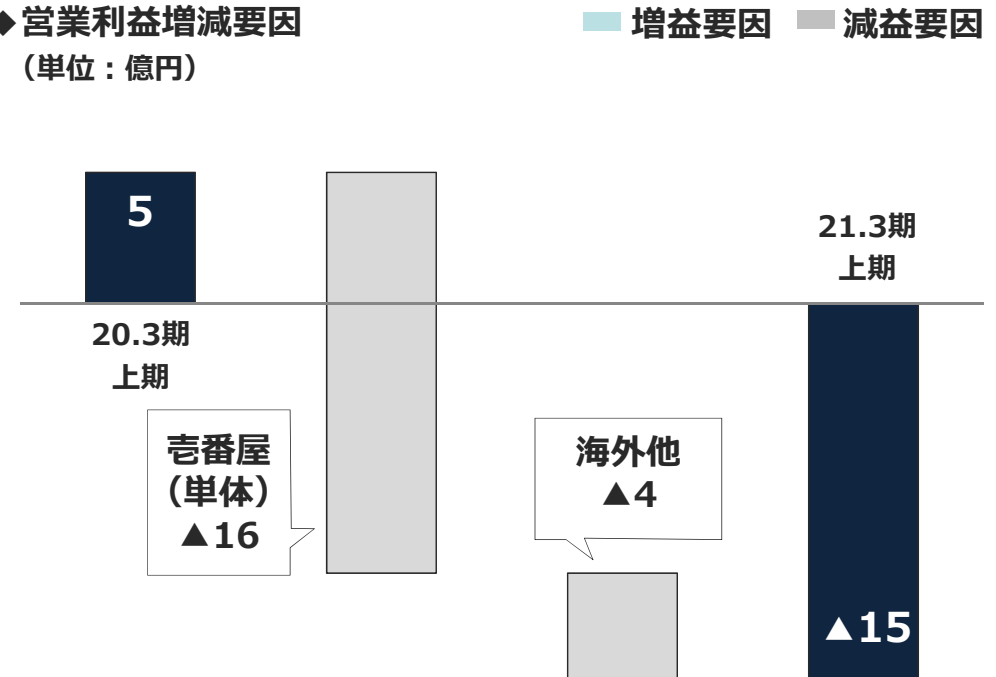 ◆営業利益増減要因
増益要因 減益要因
（単位：億円）
5
21.3期
上期
20.3期
上期
壱番屋
（単体）
▲16
海外他
▲4
▲15